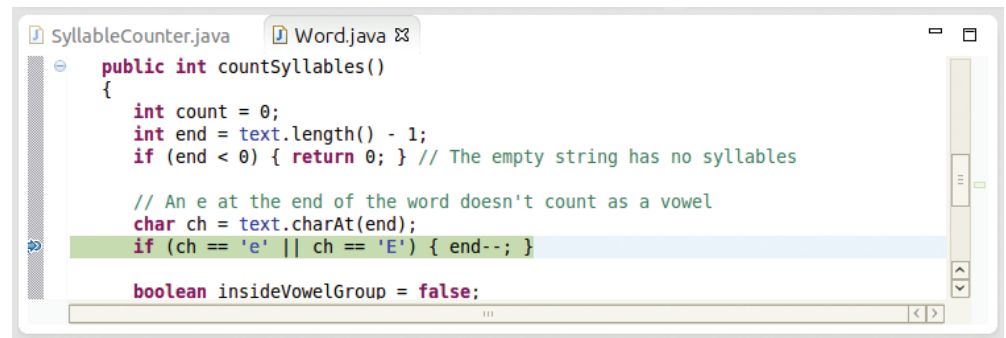 SyllableCounter.java Word.java
public int countSyllables()
{
int count = 0;
int end = text.length() - 1;
if (end < 0) { return 0; } // The empty string has no syllables
// An e at the end of the word doesn't count as a vowel
char ch = text.charAt(end);
if (ch == 'e' || ch == 'E') { end--; }
boolean insideVowelGroup = false;